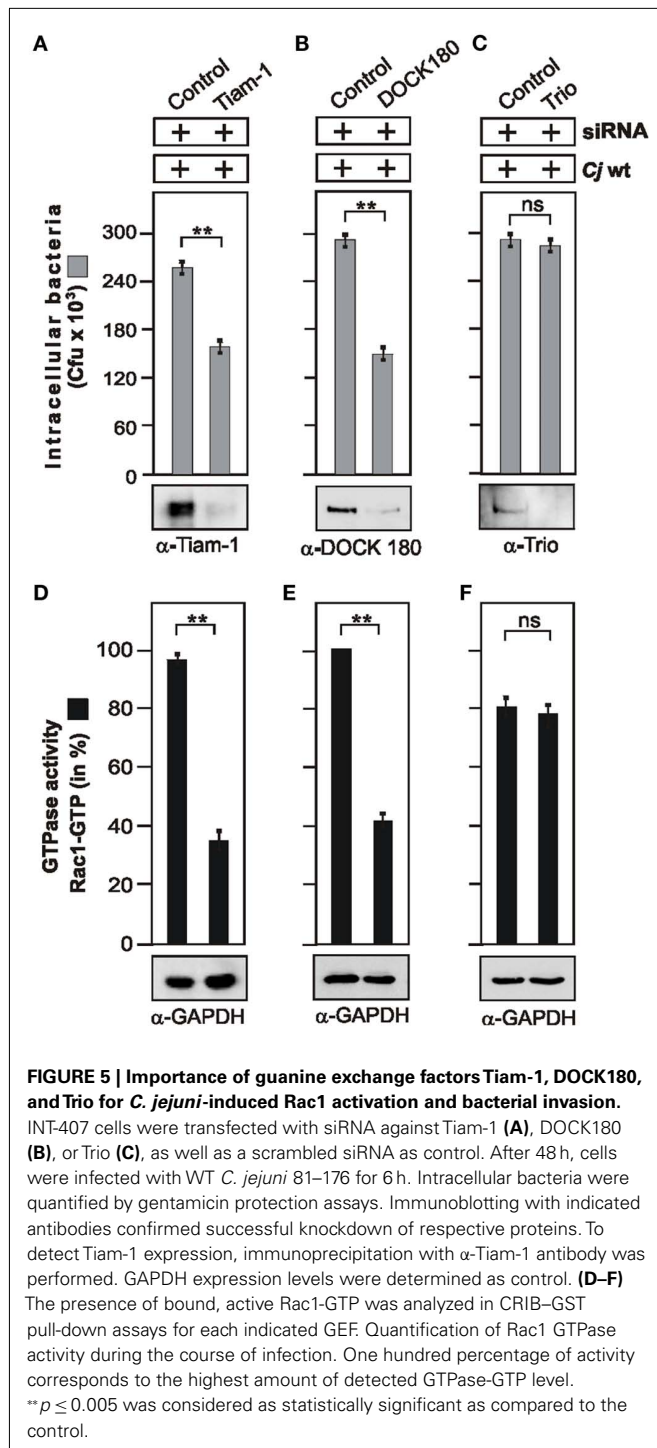 A B C
Control Tiam-1 Control DOCK180 Control Trio
+ + + + + + siRNA
+ + + + + + Cj wt
Intracellular bacteria
(Cfu x 10³)
300
240
180
120
60
0
** ** ns
α-Tiam-1 α-DOCK 180 α-Trio
D E F
GTPase activity
Rac1-GTP (in %)
100
80
60
40
20
0
** ** ns
α-GAPDH α-GAPDH α-GAPDH
FIGURE 5 | Importance of guanine exchange factors Tiam-1, DOCK180,
and Trio for C. jejuni-induced Rac1 activation and bacterial invasion.
INT-407 cells were transfected with siRNA against Tiam-1 (A), DOCK180
(B), or Trio (C), as well as a scrambled siRNA as control. After 48 h, cells
were infected with WT C. jejuni 81–176 for 6 h. Intracellular bacteria were
quantified by gentamicin protection assays. Immunoblotting with indicated
antibodies confirmed successful knockdown of respective proteins. To
detect Tiam-1 expression, immunoprecipitation with α-Tiam-1 antibody was
performed. GAPDH expression levels were determined as control. (D–F)
The presence of bound, active Rac1-GTP was analyzed in CRIB–GST
pull-down assays for each indicated GEF. Quantification of Rac1 GTPase
activity during the course of infection. One hundred percentage of activity
corresponds to the highest amount of detected GTPase-GTP level.
**p ≤ 0.005 was considered as statistically significant as compared to the
control.